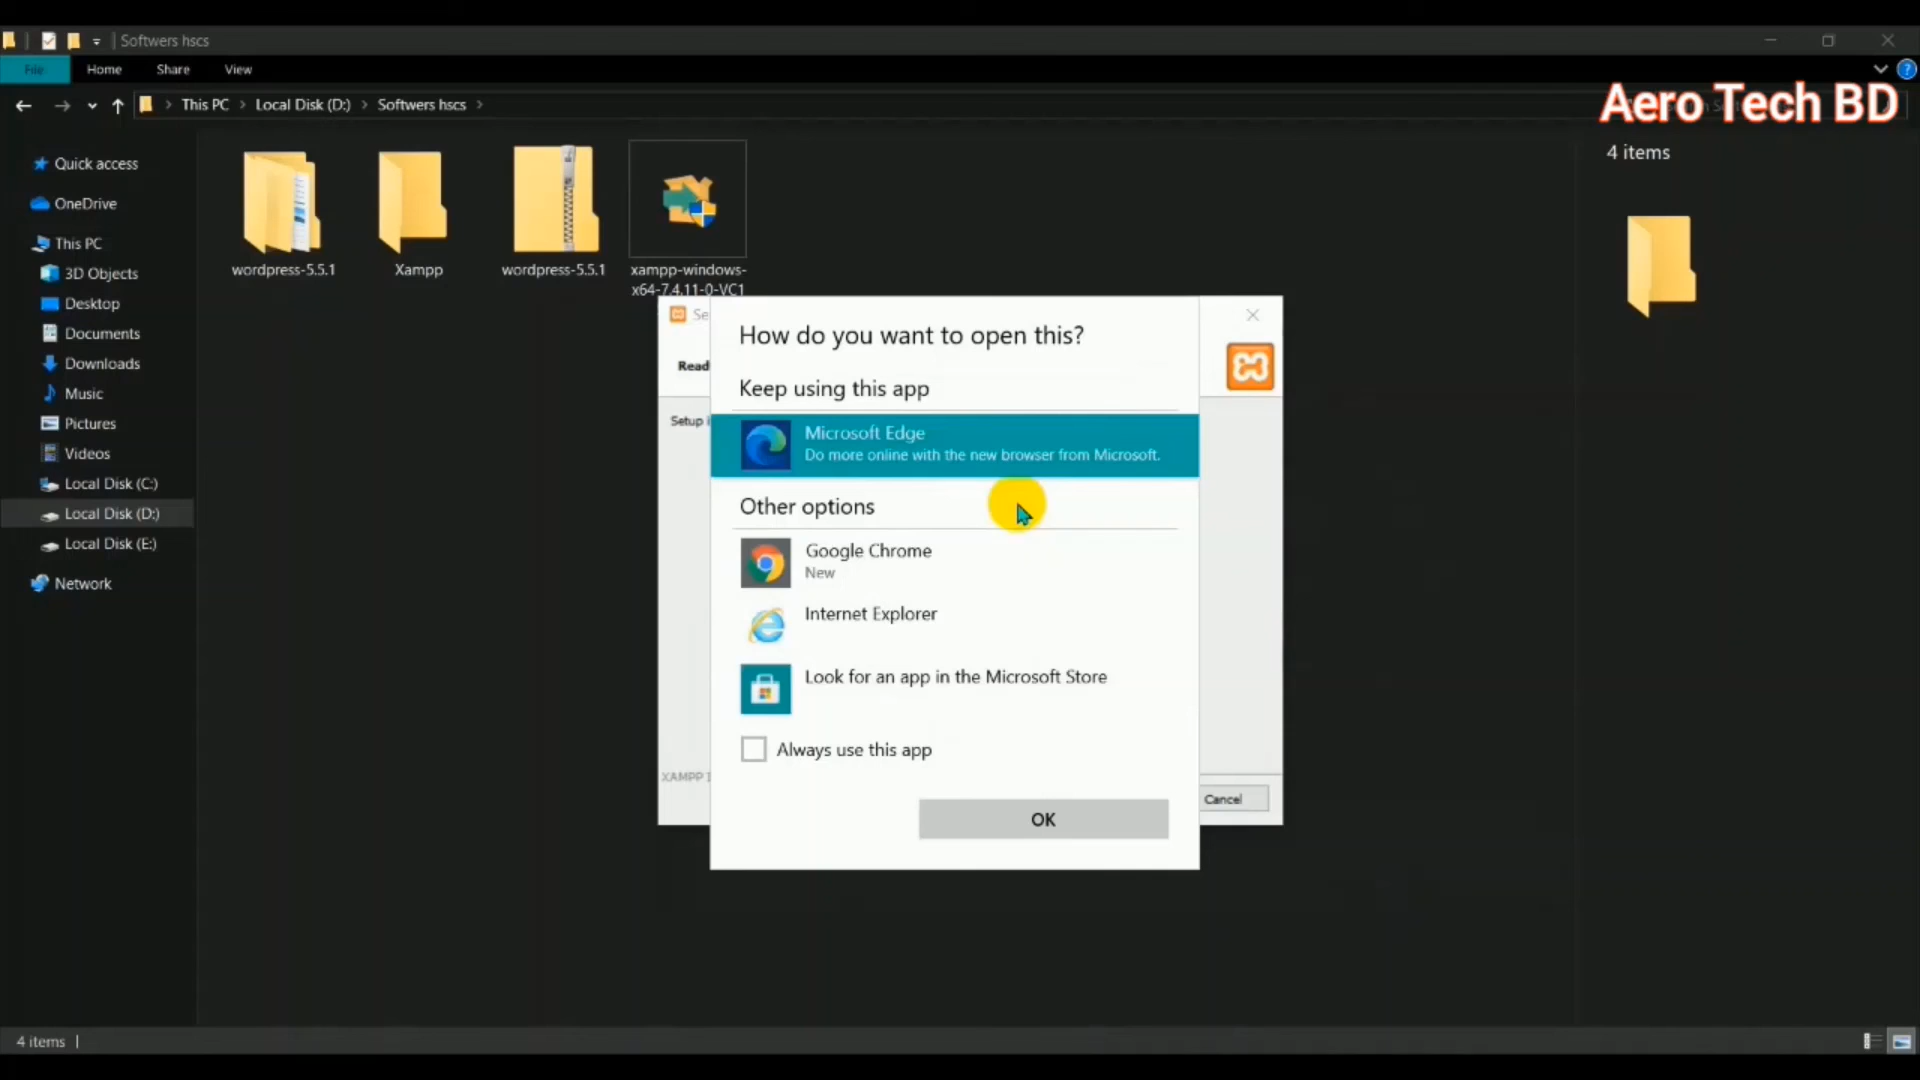 Softwers hscs
File
Home
Share
View
This PC
Local Disk (D:)
Softwers hscs
Aero Tech BD
Quick access
OneDrive
This PC
3D Objects
Desktop
Documents
Downloads
Music
Pictures
Videos
Local Disk (C:)
Local Disk (D:)
Local Disk (E:)
Network
wordpress-5.5.1
Xampp
wordpress-5.5.1
xampp-windows-
x64-7.4.11-0-VC1
4 items
Se
Read
Setup i
XAMPP I
Cancel
How do you want to open this?
Keep using this app
Microsoft Edge
Do more online with the new browser from Microsoft.
Other options
Google Chrome
New
Internet Explorer
Look for an app in the Microsoft Store
Always use this app
OK
4 items